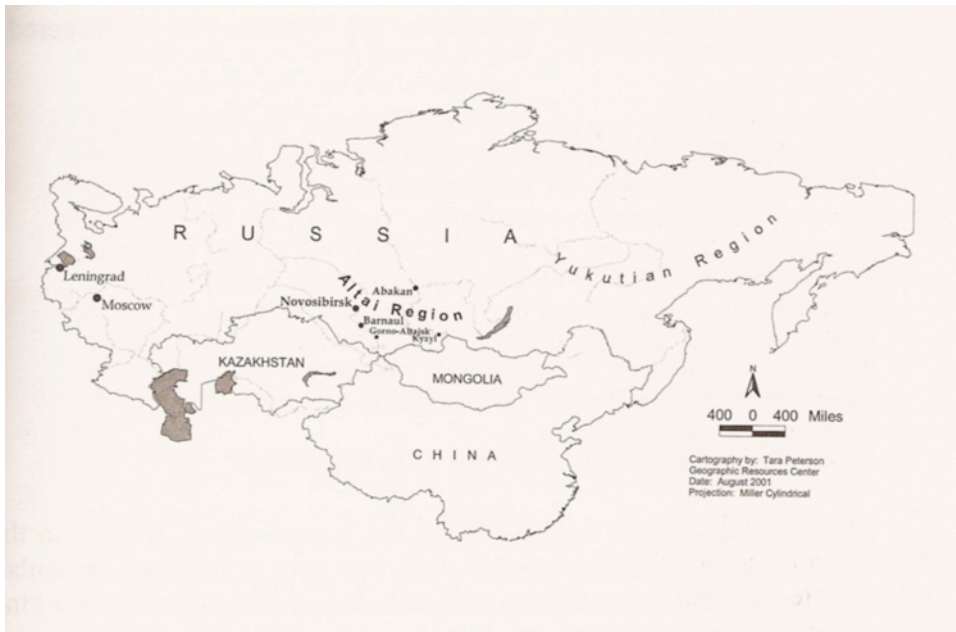 RUSSIA
Yukutian Region
Leningrad
Moscow
Altai Region
Abakan
Novosibirsk
Barnaul
Gorno-Altajsk
Kyzyl
KAZAKHSTAN
MONGOLIA
CHINA
N
400 0 400 Miles
Cartography by: Tara Peterson
Geographic Resources Center
Date: August 2001
Projection: Miller Cylindrical